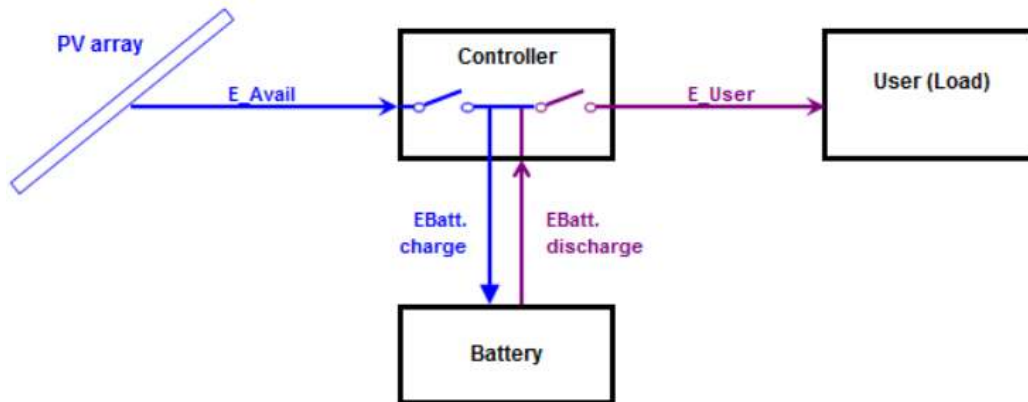 PV array
Controller
User (Load)
E_Avail
E_User
EBatt.
charge
EBatt.
discharge
Battery